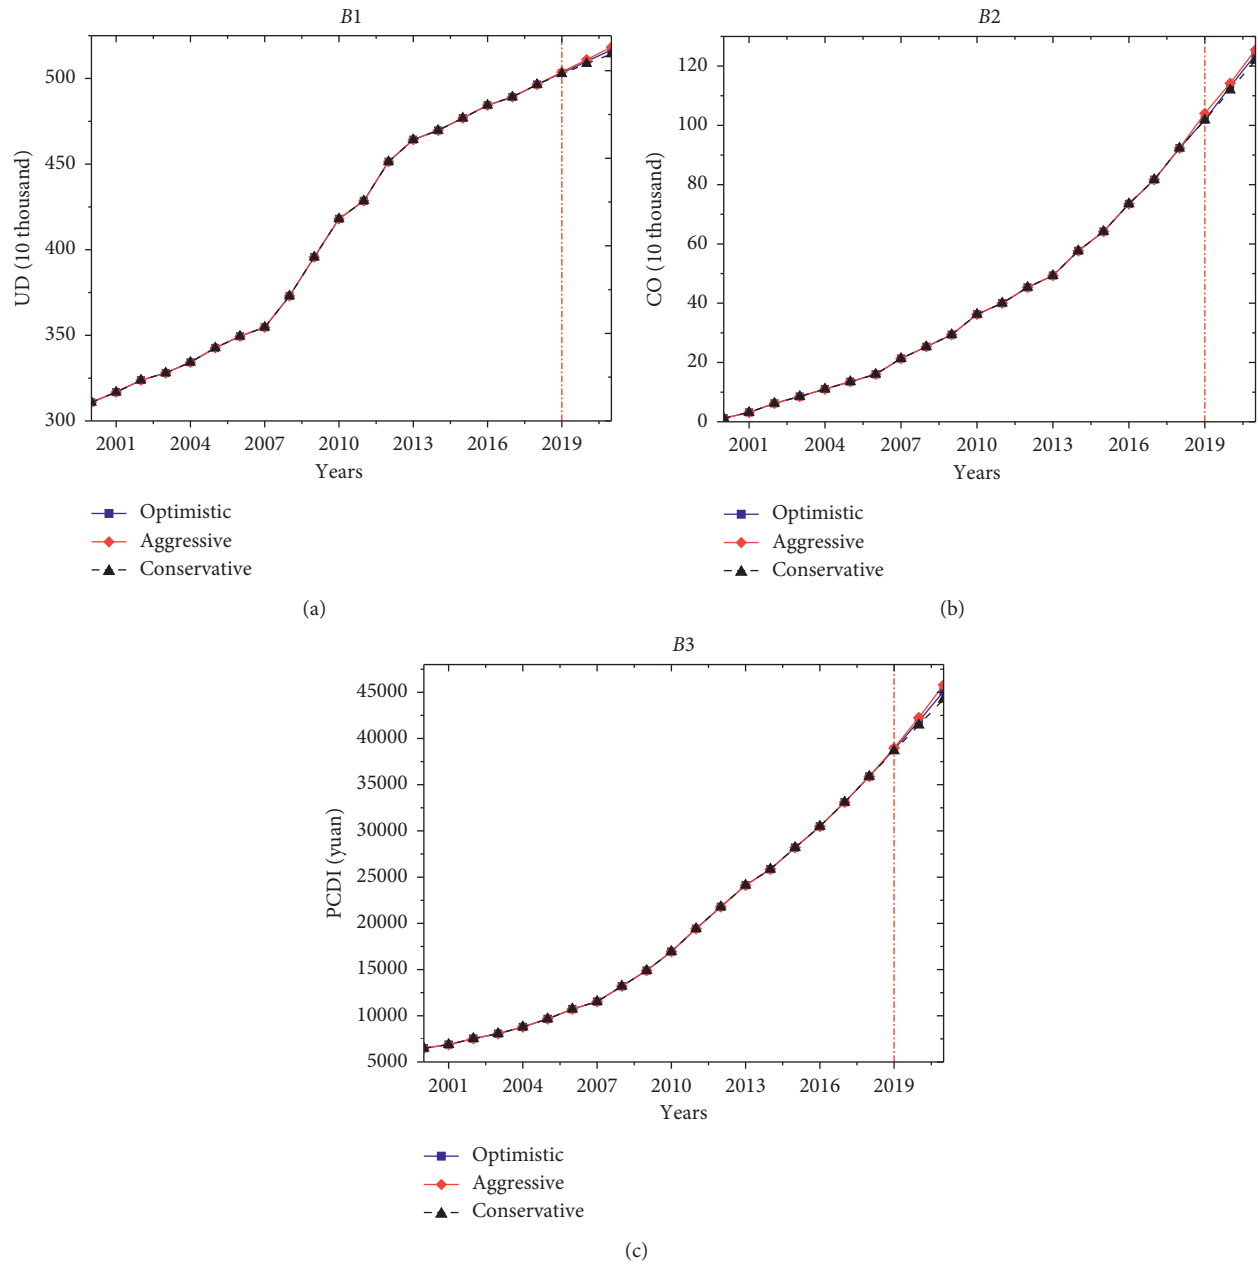 B1
500
450
400
350
300
UD (10 thousand)
2001 2004 2007 2010 2013 2016 2019
Years
Optimistic
Aggressive
Conservative
(a)
B2
120
100
80
60
40
20
0
CO (10 thousand)
2001 2004 2007 2010 2013 2016 2019
Years
Optimistic
Aggressive
Conservative
(b)
B3
45000
40000
35000
30000
25000
20000
15000
10000
5000
PCDI (yuan)
2001 2004 2007 2010 2013 2016 2019
Years
Optimistic
Aggressive
Conservative
(c)